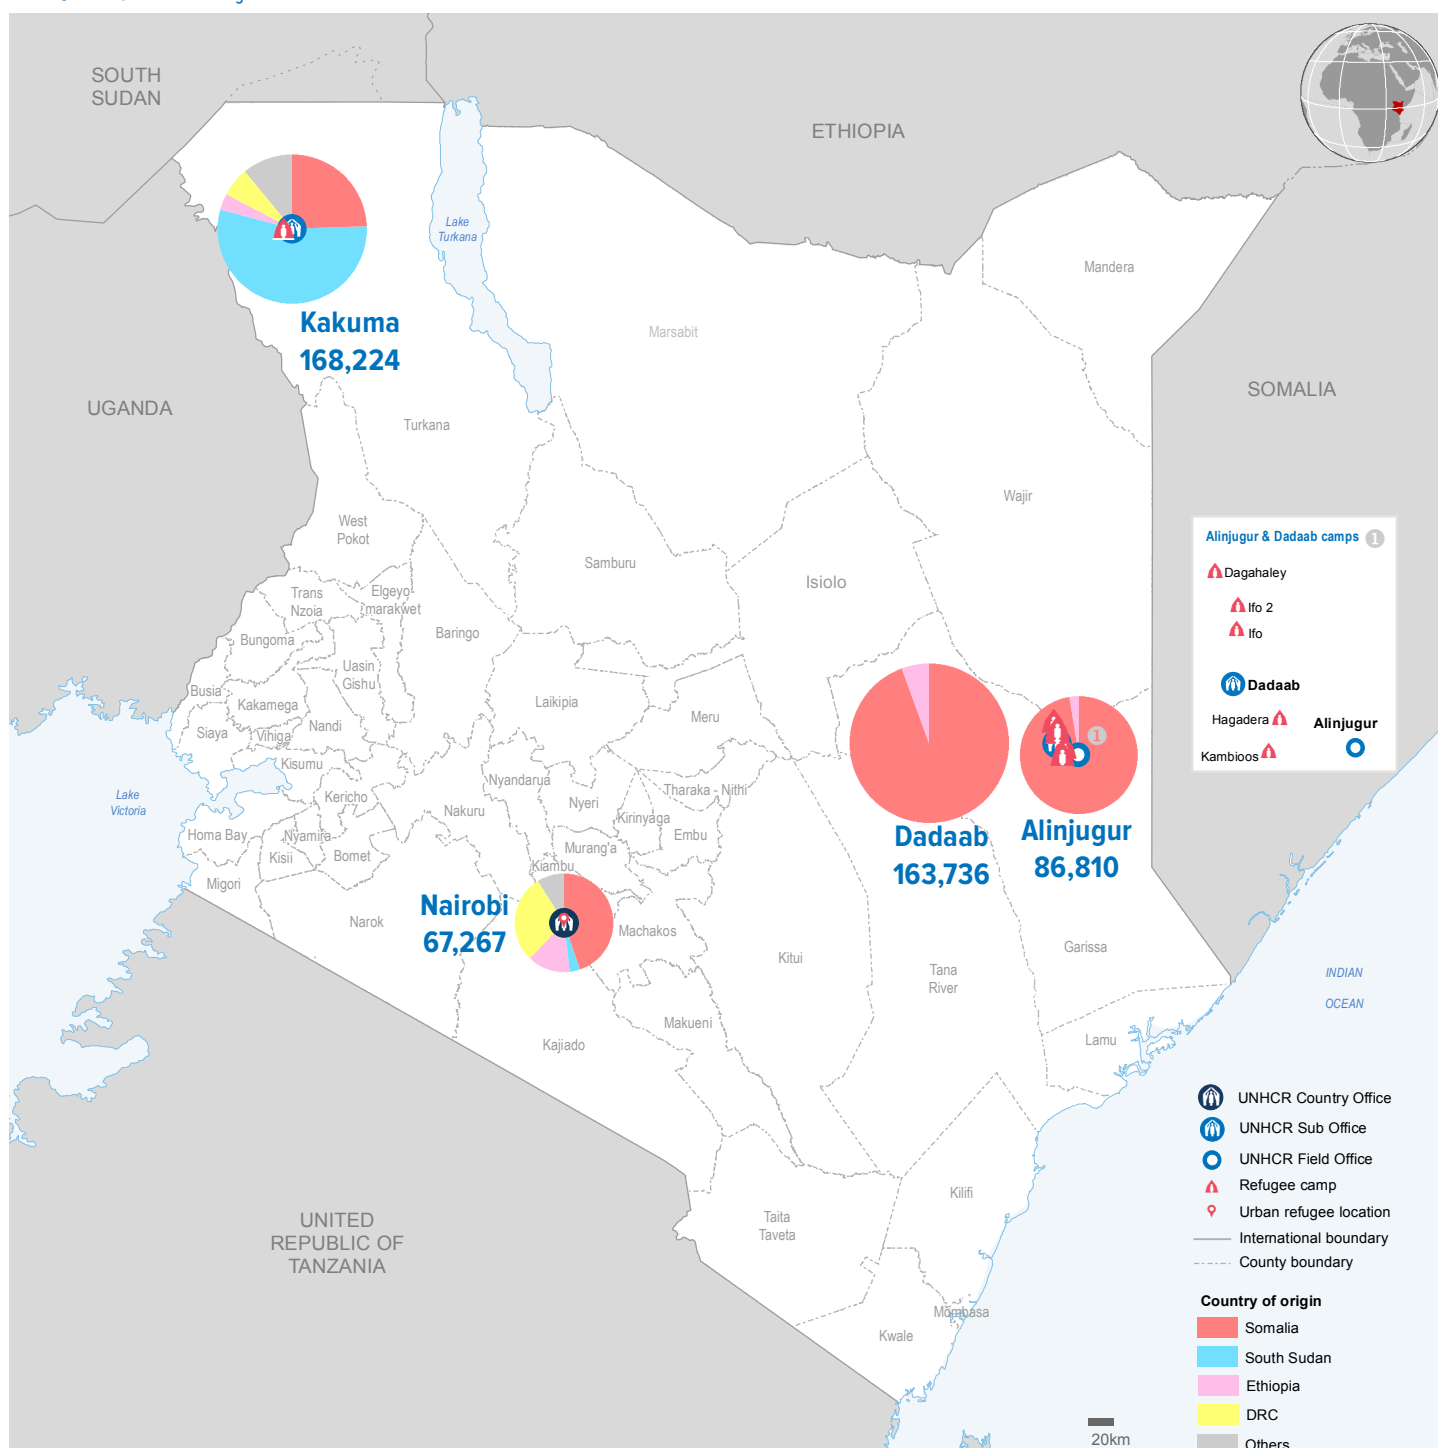 SOUTH
SUDAN
ETHIOPIA
Lake
Turkana
Mandera
Kakuma
168,224
Marsabit
SOMALIA
UGANDA
Turkana
Wajir
West
Pokot
Alinjugur & Dadaab camps 1
Dagahaley
Ifo 2
Ifo
Dadaab
Hagadera
Alinjugur
Kambioos
Samburu
Isiolo
Trans
Nzoia
Elgeyo
marakwet
Bungoma
Baringo
Uasin
Gishu
Busia
Kakamega
Laikipia
Meru
Siaya
Vihiga
Nandi
1
Kisumu
Nyandarua
Tharaka - Nithi
Lake
Victoria
Kericho
Nakuru
Nyeri
Kirinyaga
Embu
Homa Bay
Nyamira
Kisii
Bomet
Murang'a
Kiambu
Migori
Dadaab
163,736
Alinjugur
86,810
Nairobi
67,267
Narok
Machakos
Kitui
Garissa
Tana
River
INDIAN
OCEAN
Makueni
Kajiado
Lamu
UNHCR Country Office
UNHCR Sub Office
UNHCR Field Office
Refugee camp
Urban refugee location
International boundary
County boundary
Kilifi
Taita
Taveta
UNITED
REPUBLIC OF
TANZANIA
Mombasa
Kwale
Country of origin
Somalia
South Sudan
Ethiopia
DRC
Others
20km